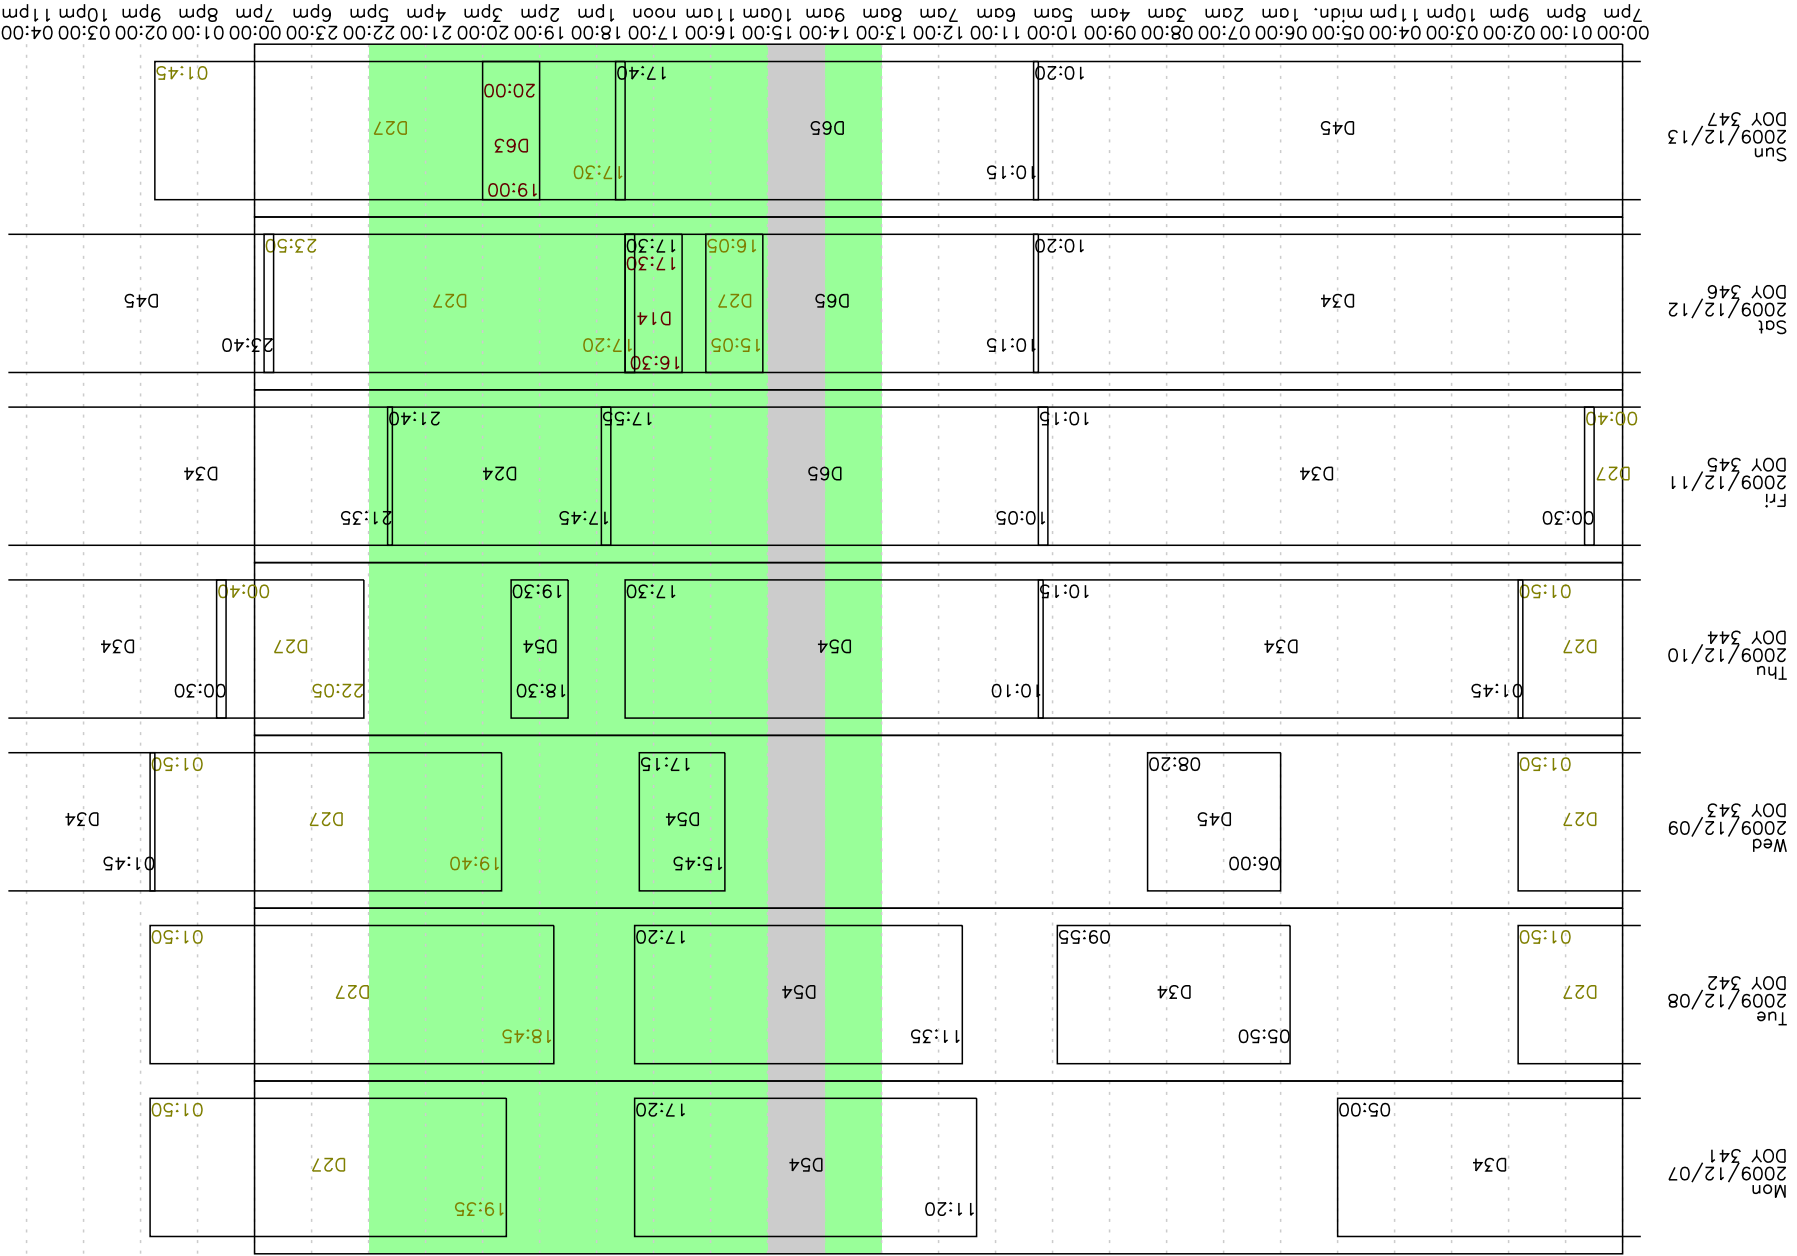 11:20 19:35
Mon
2009/12/07
DOY 341
D34 D54 D27
05:00 17:20 01:50
05:50 11:35 18:45
Tue
2009/12/08
DOY 342
D27 D34 D54 D27
01:50 09:55 17:20 01:50
06:00 15:45 19:40 01:45
Wed
2009/12/09
DOY 343
D27 D45 D54 D27 D34
01:50 08:20 17:15 01:50
01:45 10:10 18:30 22:05 00:30
Thu
2009/12/10
DOY 344
D27 D34 D54 D54 D27 D34
01:50 10:15 17:30 19:30 00:40
00:30 10:05 17:45 21:35
Fri
2009/12/11
DOY 345
D27 D34 D65 D24 D34
00:40 10:15 17:55 21:40
16:30
10:15 15:05 17:20 23:40
Sat
2009/12/12
DOY 346
D14
D34 D65 D27 D27 D45
17:30
10:20 16:05 17:30 23:50
19:00
10:15 17:30
Sun
2009/12/13
DOY 347
D63
D45 D65 D27
20:00
10:20 17:40 01:45
00:00 01:00 02:00 03:00 04:00 05:00 06:00 07:00 08:00 09:00 10:00 11:00 12:00 13:00 14:00 15:00 16:00 17:00 18:00 19:00 20:00 21:00 22:00 23:00 00:00 01:00 02:00 03:00 04:00
7pm 8pm 9pm 10pm 11pm midn. 1am 2am 3am 4am 5am 6am 7am 8am 9am 10am 11am noon 1pm 2pm 3pm 4pm 5pm 6pm 7pm 8pm 9pm 10pm 11pm